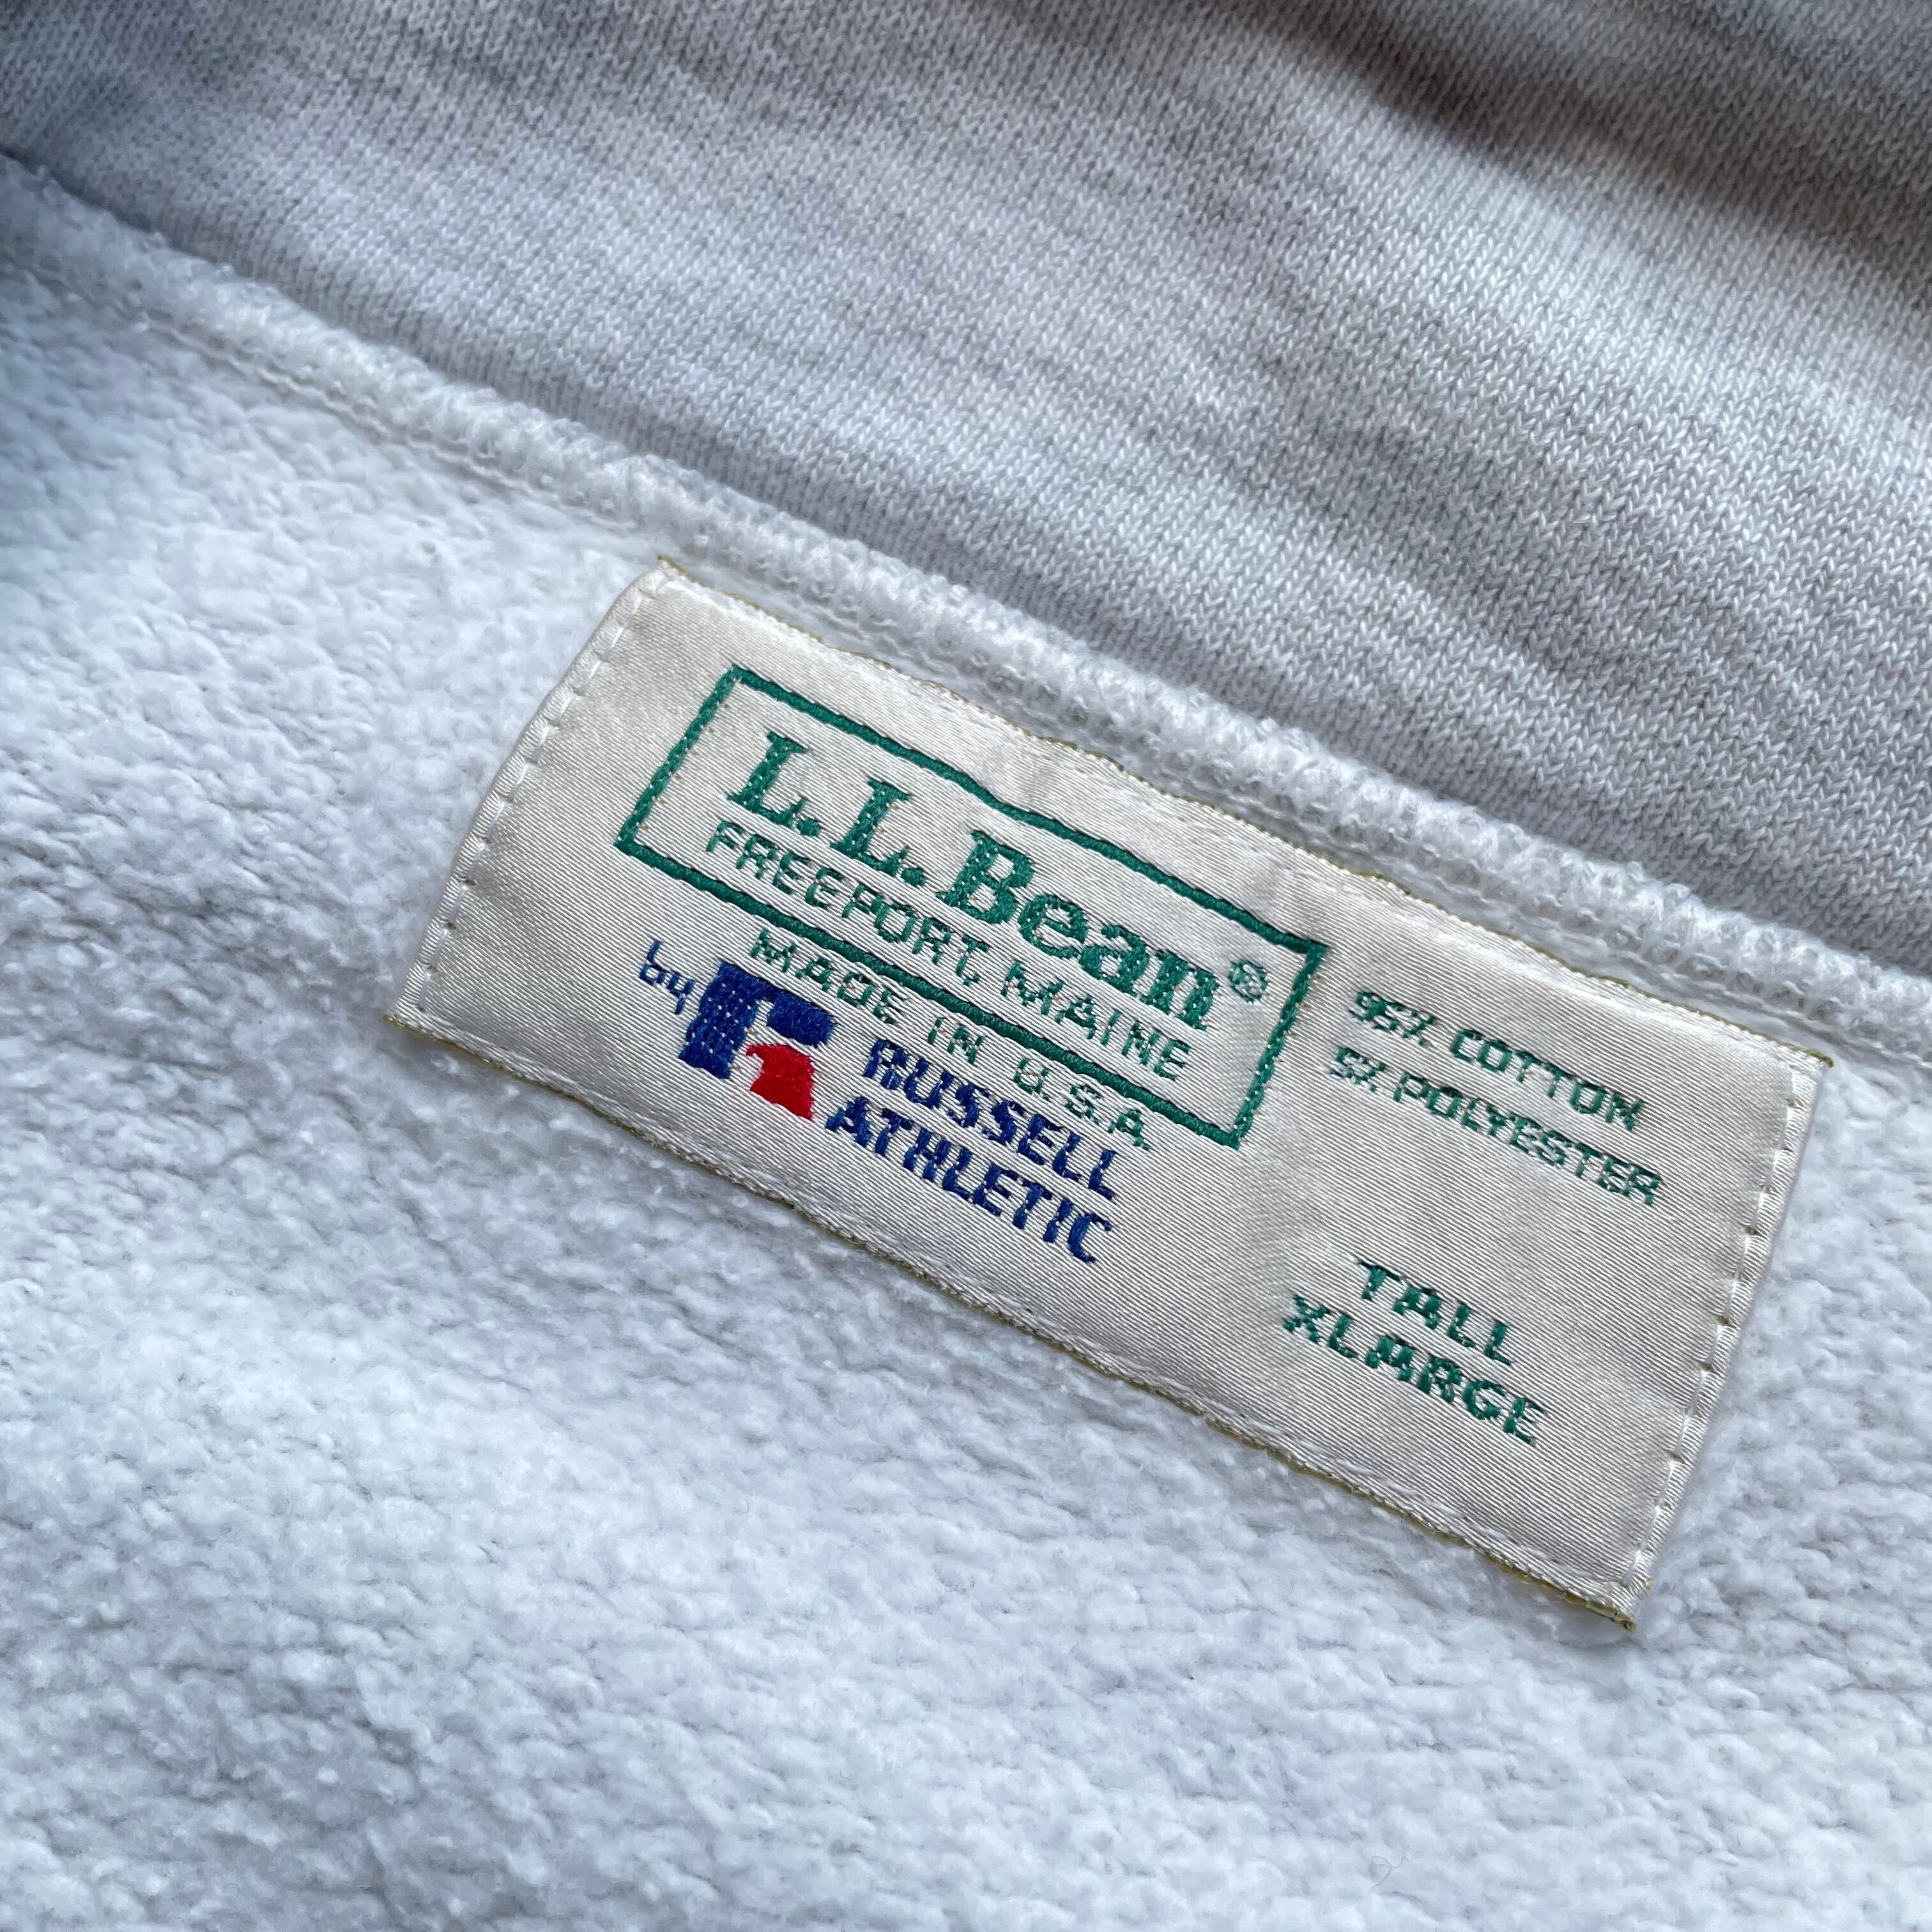 L.L.Bean®
FREEPORT, MAINE
MADE IN U.S.A.
by RUSSELL
ATHLETIC
95% COTTON
5% POLYESTER
TALL
XLARGE